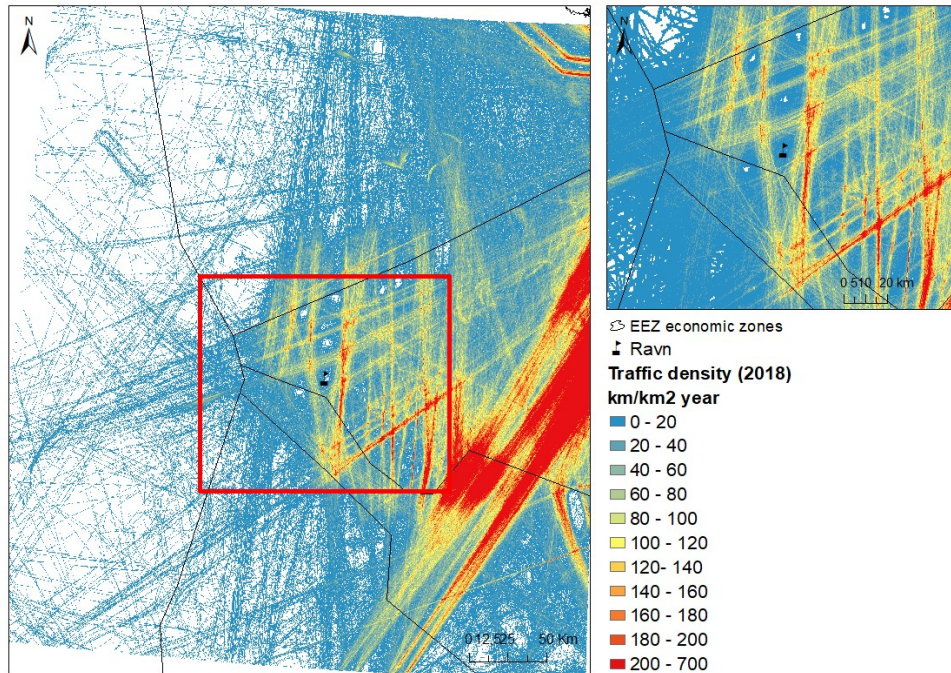 N
0 12,525 50 Km
N
0 510 20 km
EEZ economic zones
Ravn
Traffic density (2018)
km/km2 year
0 - 20
20 - 40
40 - 60
60 - 80
80 - 100
100 - 120
120- 140
140 - 160
160 - 180
180 - 200
200 - 700